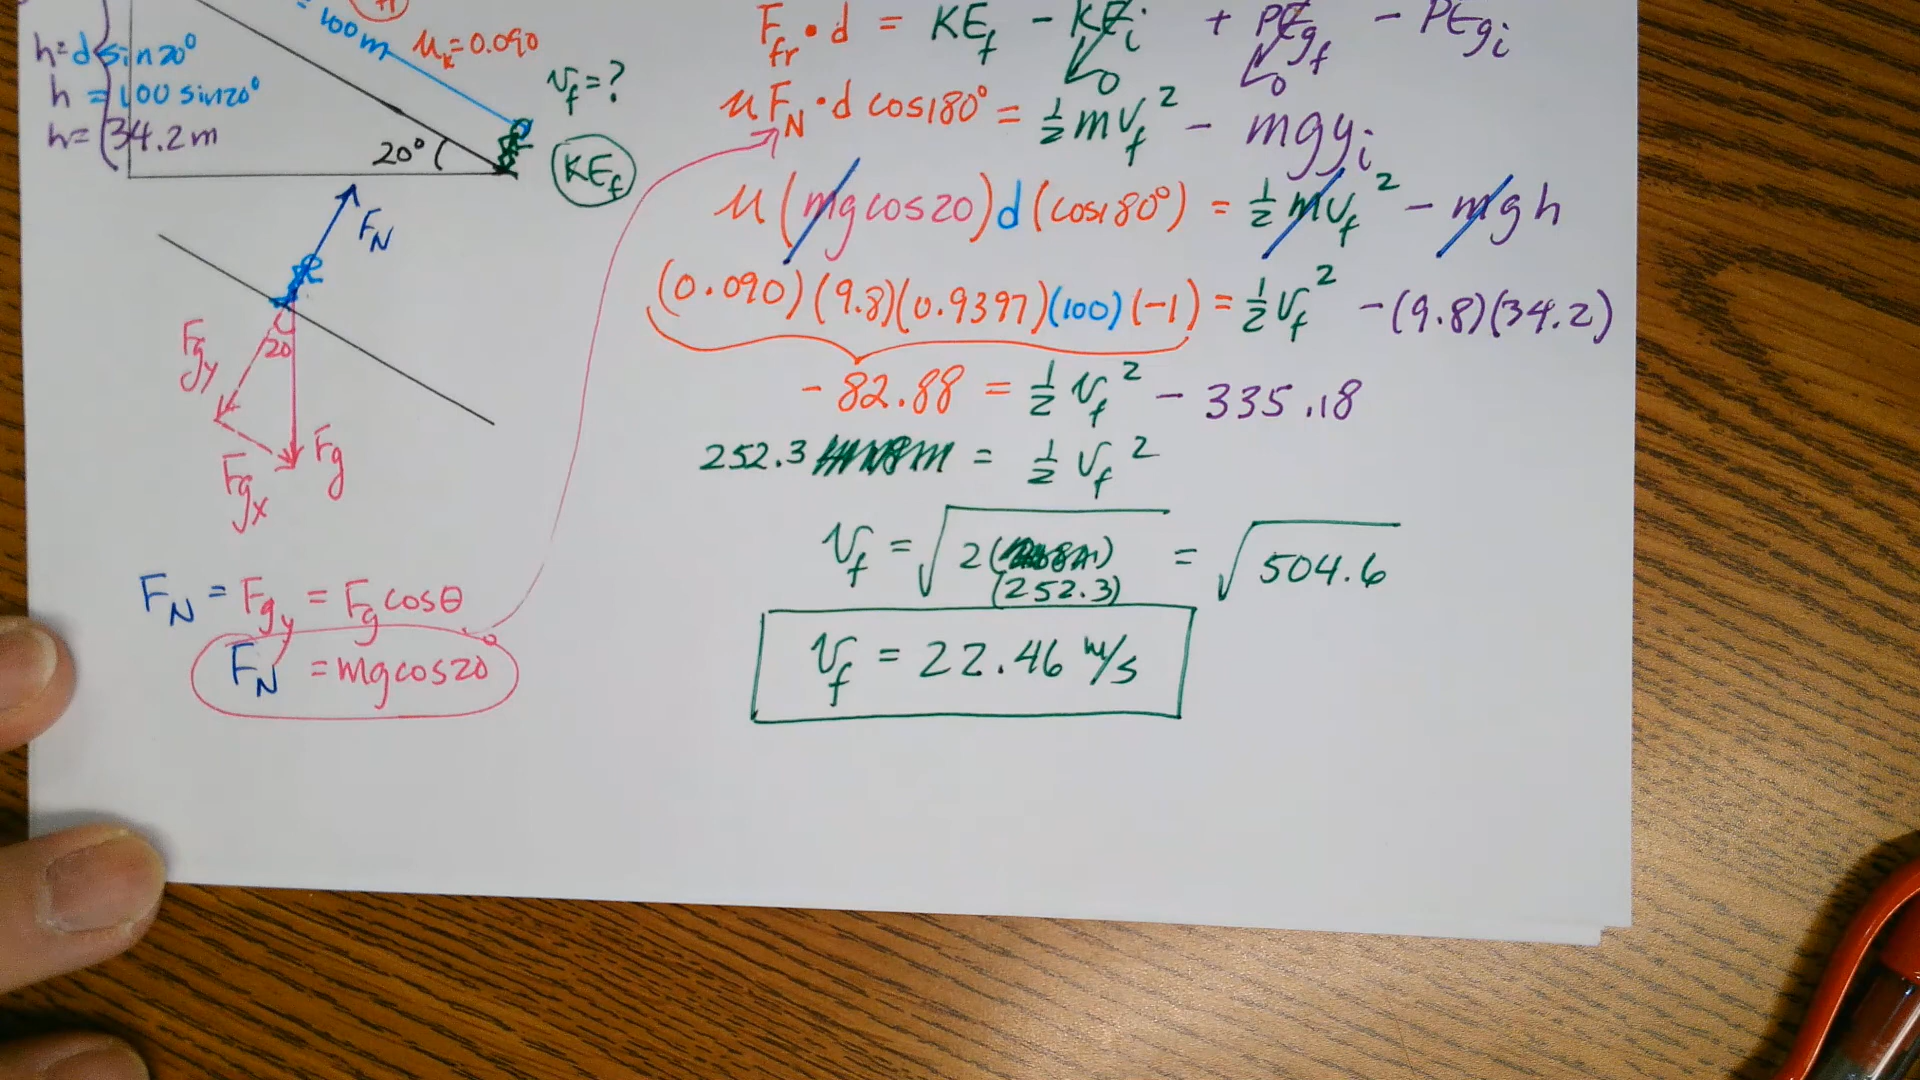 = 100 m
μk = 0.090
h = d sin 20°
h = 100 sin 20°
h = 34.2 m
vf = ?
20°
KEf
FN
20
Fgy
Fg
Fgx
FN = Fgy = Fg cosθ
FN = mg cos 20
Ffr · d = KEf − KEi + PEgf − PEgi
0 0
μ FN · d cos 180° = ½ m vf² − mgyi
μ (mg cos 20) d (cos 180°) = ½ m vf² − mgh
(0.090)(9.8)(0.9397)(100)(−1) = ½ vf² − (9.8)(34.2)
− 82.88 = ½ vf² − 335.18
252.3 = ½ vf²
vf = √2(252.3) = √504.6
vf = 22.46 m/s